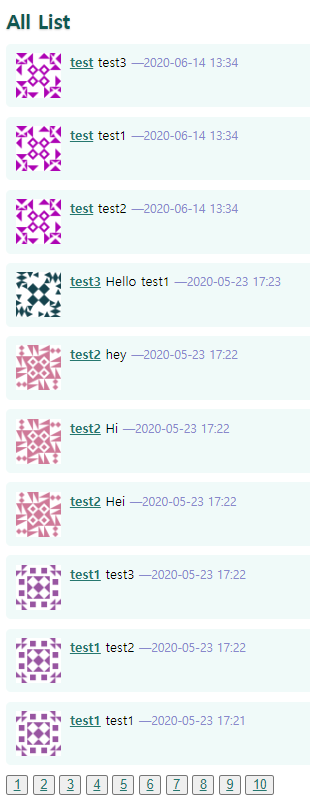 All List
test test3 —2020-06-14 13:34
test test1 —2020-06-14 13:34
test test2 —2020-06-14 13:34
test3 Hello test1 —2020-05-23 17:23
test2 hey —2020-05-23 17:22
test2 Hi —2020-05-23 17:22
test2 Hei —2020-05-23 17:22
test1 test3 —2020-05-23 17:22
test1 test2 —2020-05-23 17:22
test1 test1 —2020-05-23 17:21
1 2 3 4 5 6 7 8 9 10